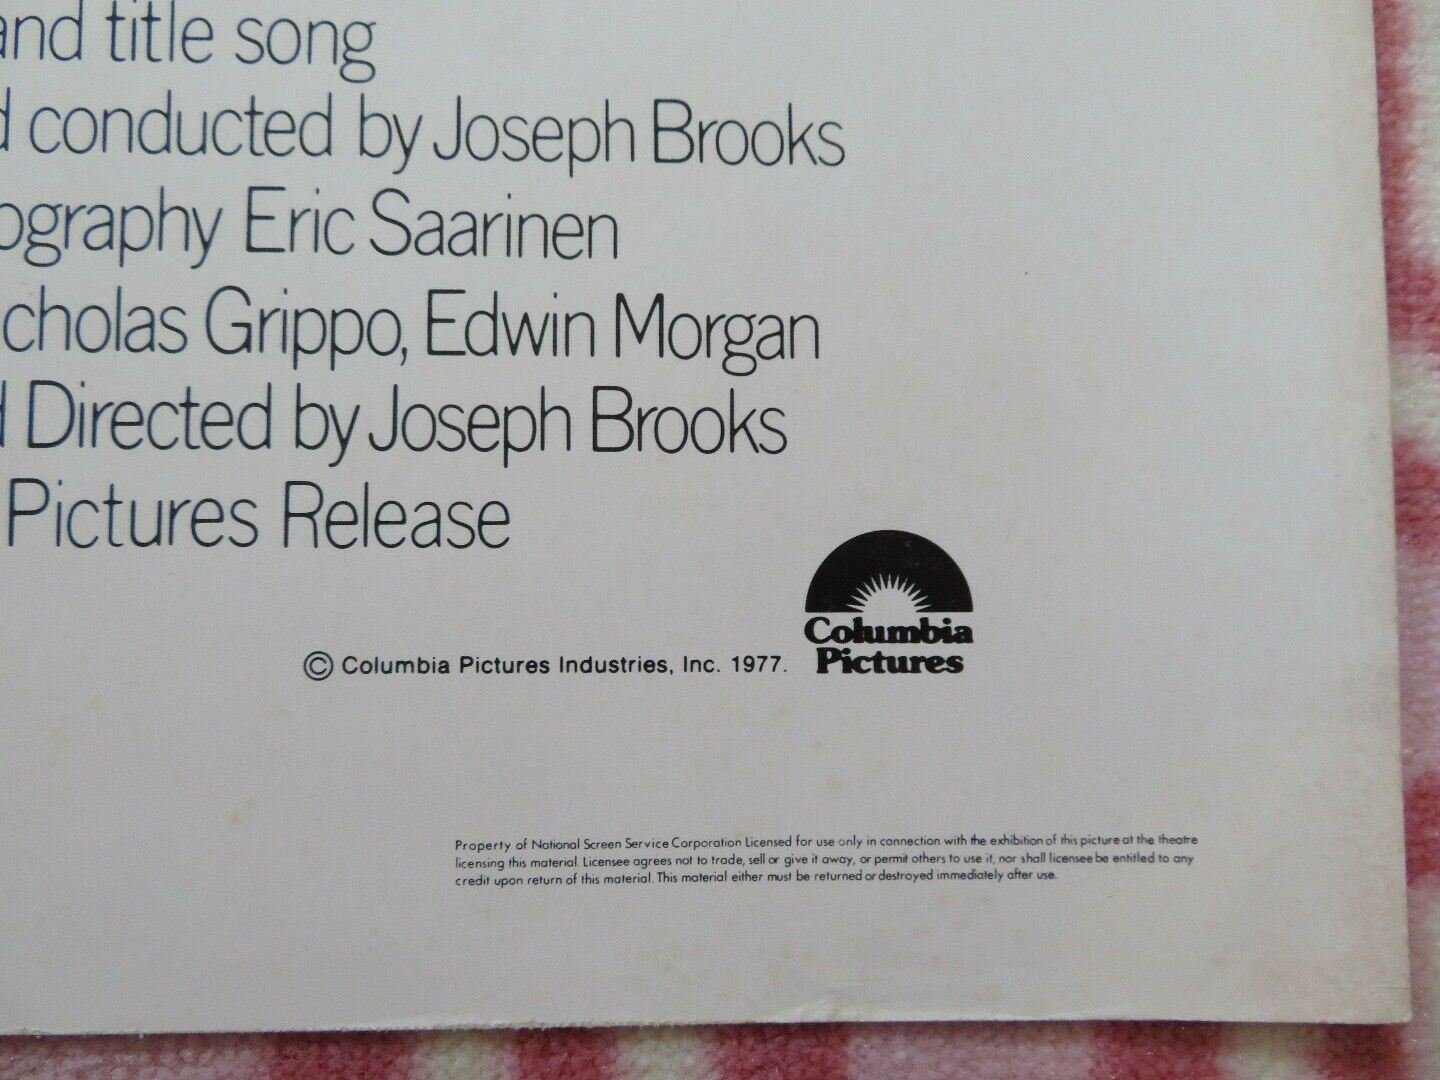 and title song
conducted by Joseph Brooks
Eric Saarinen
Grippo, Edwin Morgan
Directed by Joseph Brooks
Pictures Release
Columbia
Pictures
© Columbia Pictures Industries, Inc. 1977.
Property of National Screen Service Corporation Licensed for use only in connection with the exhibition of this picture at the theatre
licensing this material. Licensee agrees not to trade, sell or give it away, or permit others to use it, nor shall licensee be entitled to any
credit upon return of this material. This material either must be returned or destroyed immediately after use.